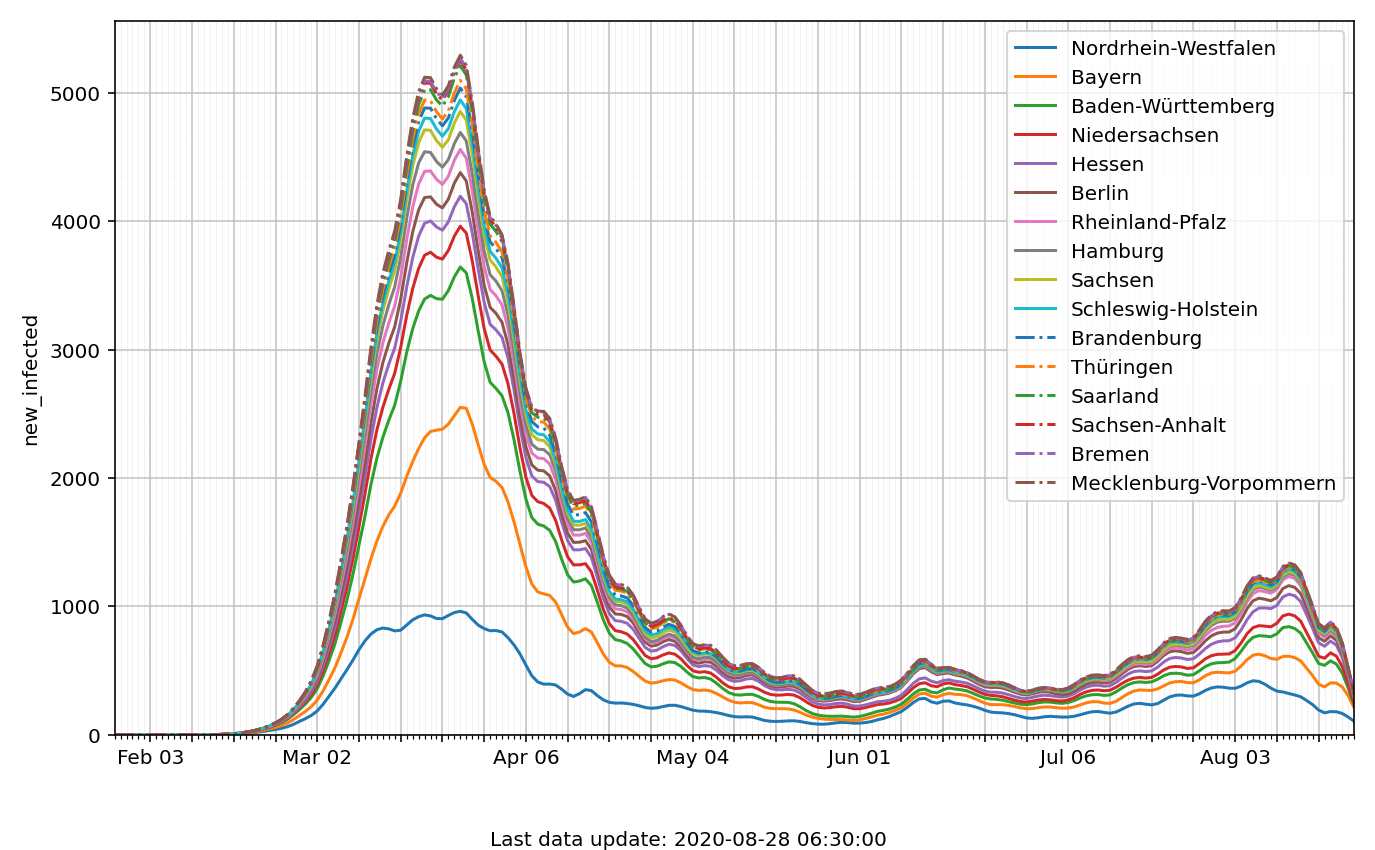 Nordrhein-Westfalen
Bayern
Baden-Württemberg
Niedersachsen
Hessen
Berlin
Rheinland-Pfalz
Hamburg
Sachsen
Schleswig-Holstein
Brandenburg
Thüringen
Saarland
Sachsen-Anhalt
Bremen
Mecklenburg-Vorpommern
new_infected
5000
4000
3000
2000
1000
0
Feb 03 Mar 02 Apr 06 May 04 Jun 01 Jul 06 Aug 03
Last data update: 2020-08-28 06:30:00